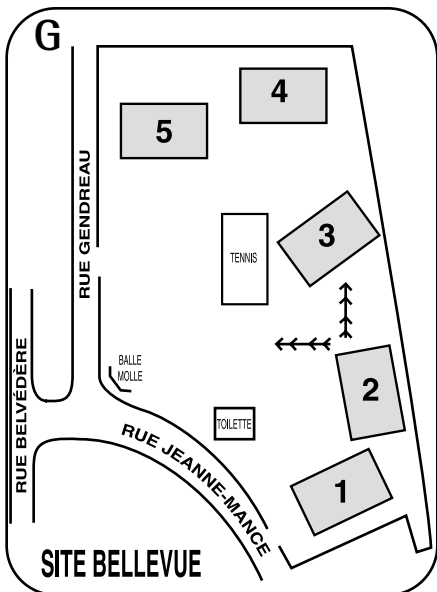 G
4
5
RUE GENDREAU
3
TENNIS
RUE BELVÉDÈRE
BALLE
MOLLE
2
TOILETTE
RUE JEANNE-MANCE
1
SITE BELLEVUE